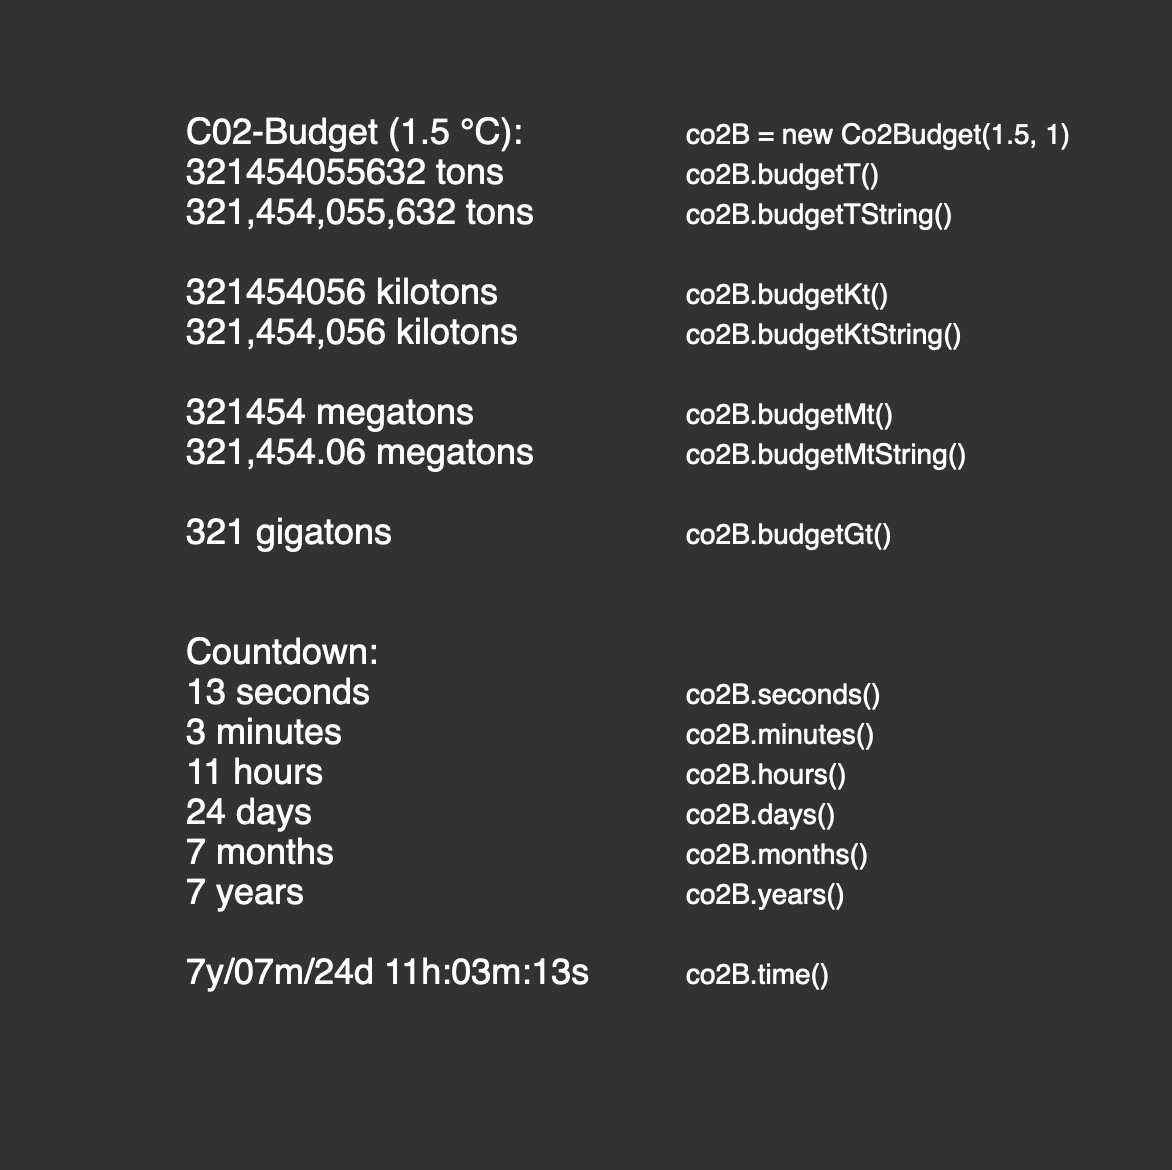 C02-Budget (1.5 °C): co2B = new Co2Budget(1.5, 1)
321454055632 tons co2B.budgetT()
321,454,055,632 tons co2B.budgetTString()
321454056 kilotons co2B.budgetKt()
321,454,056 kilotons co2B.budgetKtString()
321454 megatons co2B.budgetMt()
321,454.06 megatons co2B.budgetMtString()
321 gigatons co2B.budgetGt()
Countdown:
13 seconds co2B.seconds()
3 minutes co2B.minutes()
11 hours co2B.hours()
24 days co2B.days()
7 months co2B.months()
7 years co2B.years()
7y/07m/24d 11h:03m:13s co2B.time()